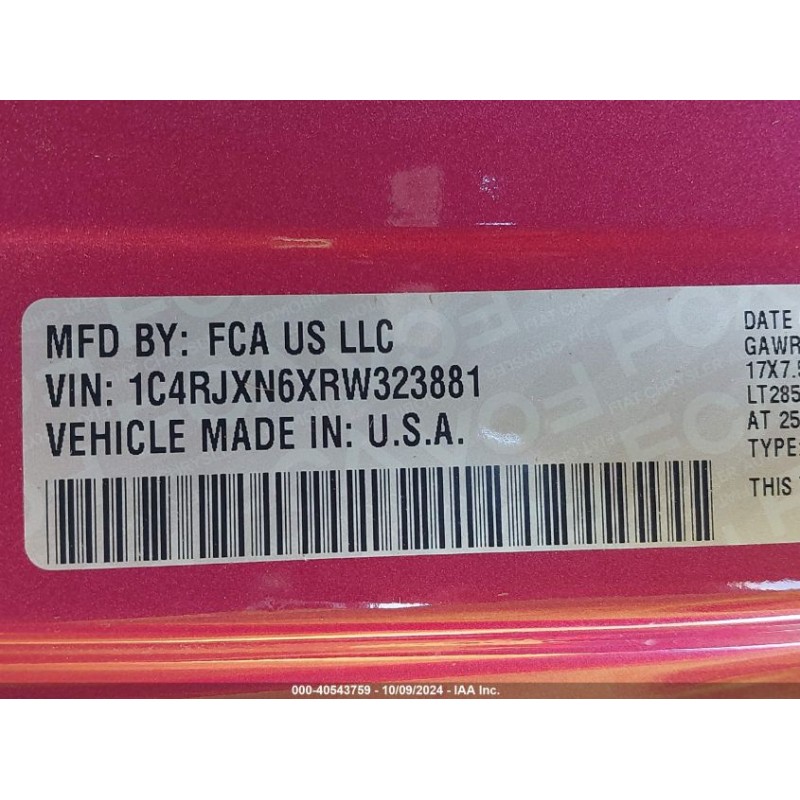 MFD BY: FCA US LLC
VIN: 1C4RJXN6XRW323881
VEHICLE MADE IN: U.S.A.
DATE
GAWR
17X7.5
LT285
AT 25
TYPE:
THIS
000-40543759 - 10/09/2024 - IAA Inc.